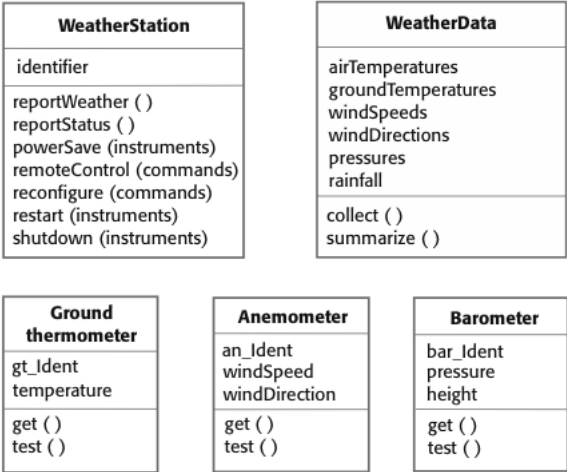 WeatherStation
identifier
reportWeather ( )
reportStatus ( )
powerSave (instruments)
remoteControl (commands)
reconfigure (commands)
restart (instruments)
shutdown (instruments)
WeatherData
airTemperatures
groundTemperatures
windSpeeds
windDirections
pressures
rainfall
collect ( )
summarize ( )
Ground
thermometer
gt_Ident
temperature
get ( )
test ( )
Anemometer
an_Ident
windSpeed
windDirection
get ( )
test ( )
Barometer
bar_Ident
pressure
height
get ( )
test ( )